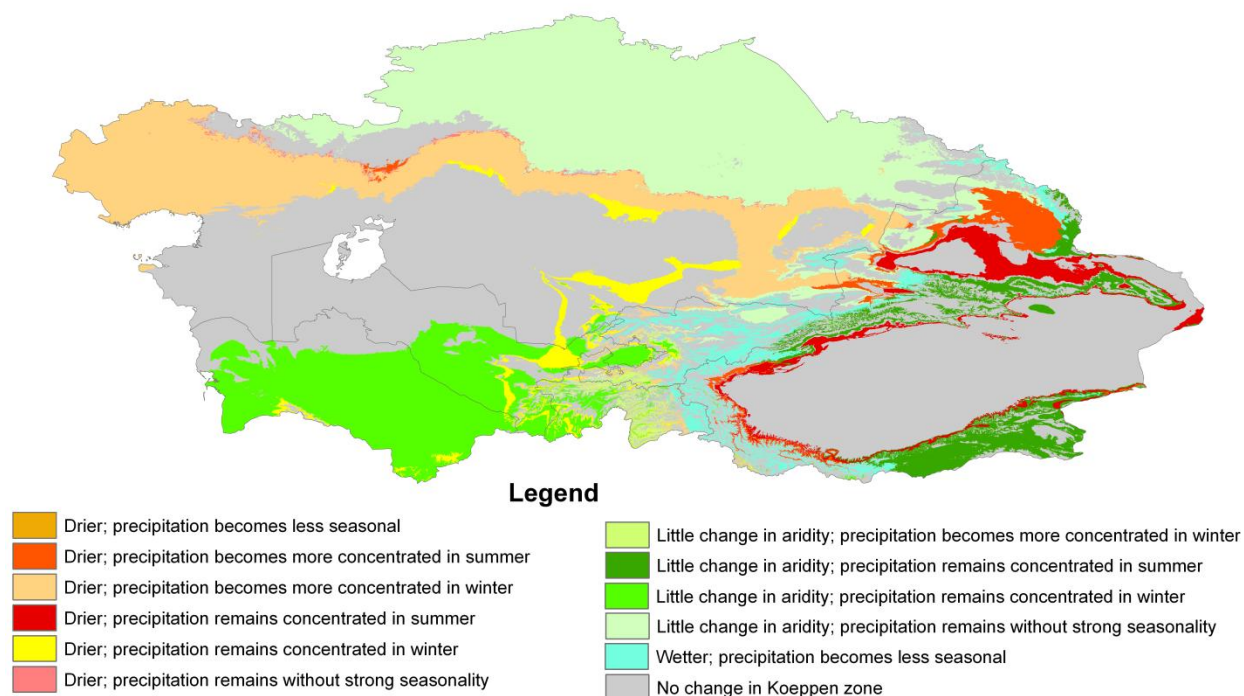 Legend
Drier; precipitation becomes less seasonal
Drier; precipitation becomes more concentrated in summer
Drier; precipitation becomes more concentrated in winter
Drier; precipitation remains concentrated in summer
Drier; precipitation remains concentrated in winter
Drier; precipitation remains without strong seasonality
Little change in aridity; precipitation becomes more concentrated in winter
Little change in aridity; precipitation remains concentrated in summer
Little change in aridity; precipitation remains concentrated in winter
Little change in aridity; precipitation remains without strong seasonality
Wetter; precipitation becomes less seasonal
No change in Koeppen zone